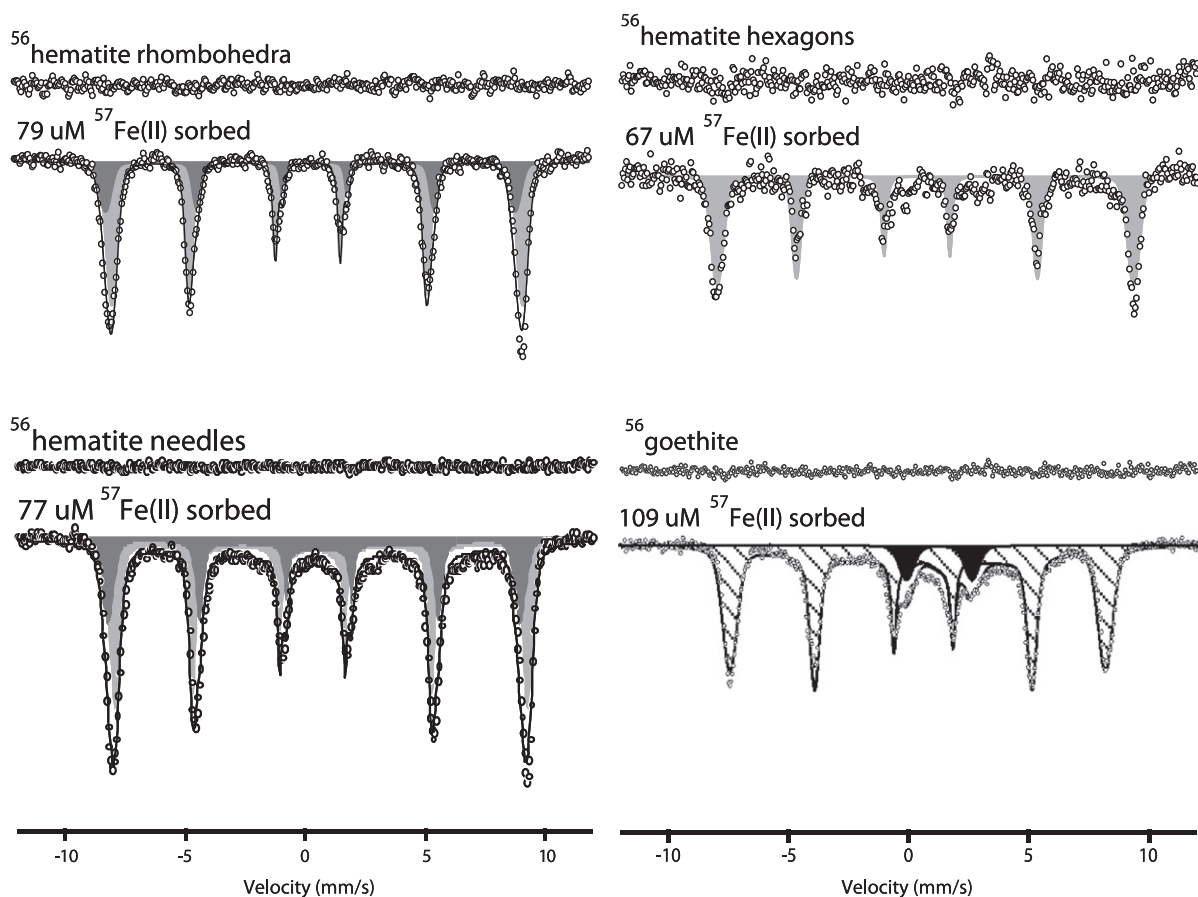 56hematite rhombohedra
79 uM 57Fe(II) sorbed
56hematite hexagons
67 uM 57Fe(II) sorbed
56hematite needles
77 uM 57Fe(II) sorbed
56goethite
109 uM 57Fe(II) sorbed
-10 -5 0 5 10
Velocity (mm/s)
-10 -5 0 5 10
Velocity (mm/s)